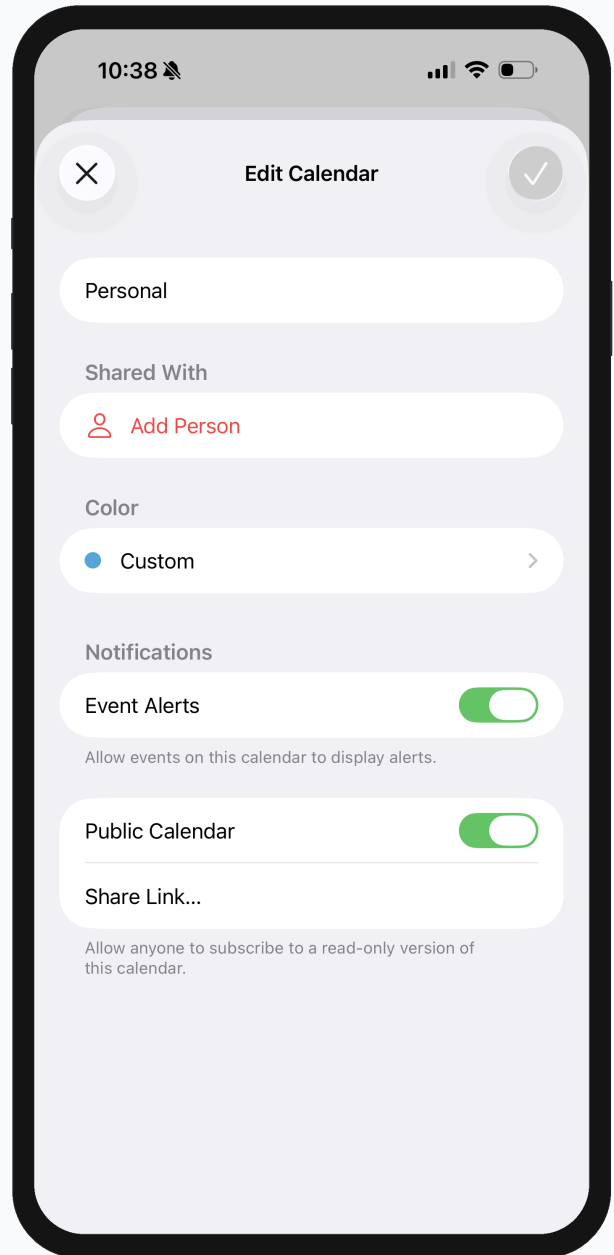 10:38
Edit Calendar
Personal
Shared With
Add Person
Color
Custom
Notifications
Event Alerts
Allow events on this calendar to display alerts.
Public Calendar
Share Link...
Allow anyone to subscribe to a read-only version of
this calendar.